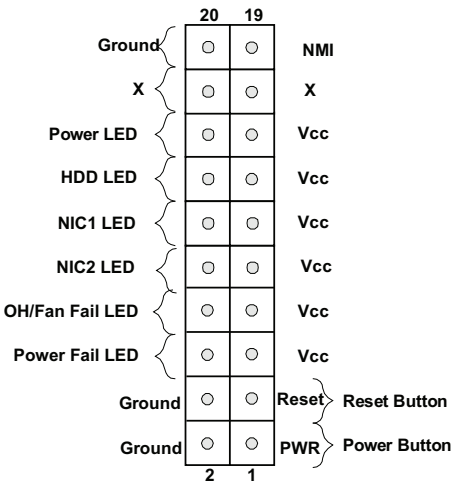 20 19
Ground NMI
X X
Power LED Vcc
HDD LED Vcc
NIC1 LED Vcc
NIC2 LED Vcc
OH/Fan Fail LED Vcc
Power Fail LED Vcc
Ground Reset Reset Button
Ground PWR Power Button
2 1